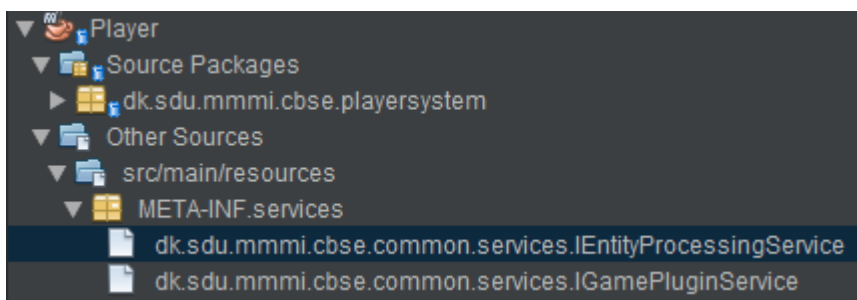 Player
Source Packages
dk.sdu.mmmi.cbse.playersystem
Other Sources
src/main/resources
META-INF.services
dk.sdu.mmmi.cbse.common.services.IEntityProcessingService
dk.sdu.mmmi.cbse.common.services.IGamePluginService